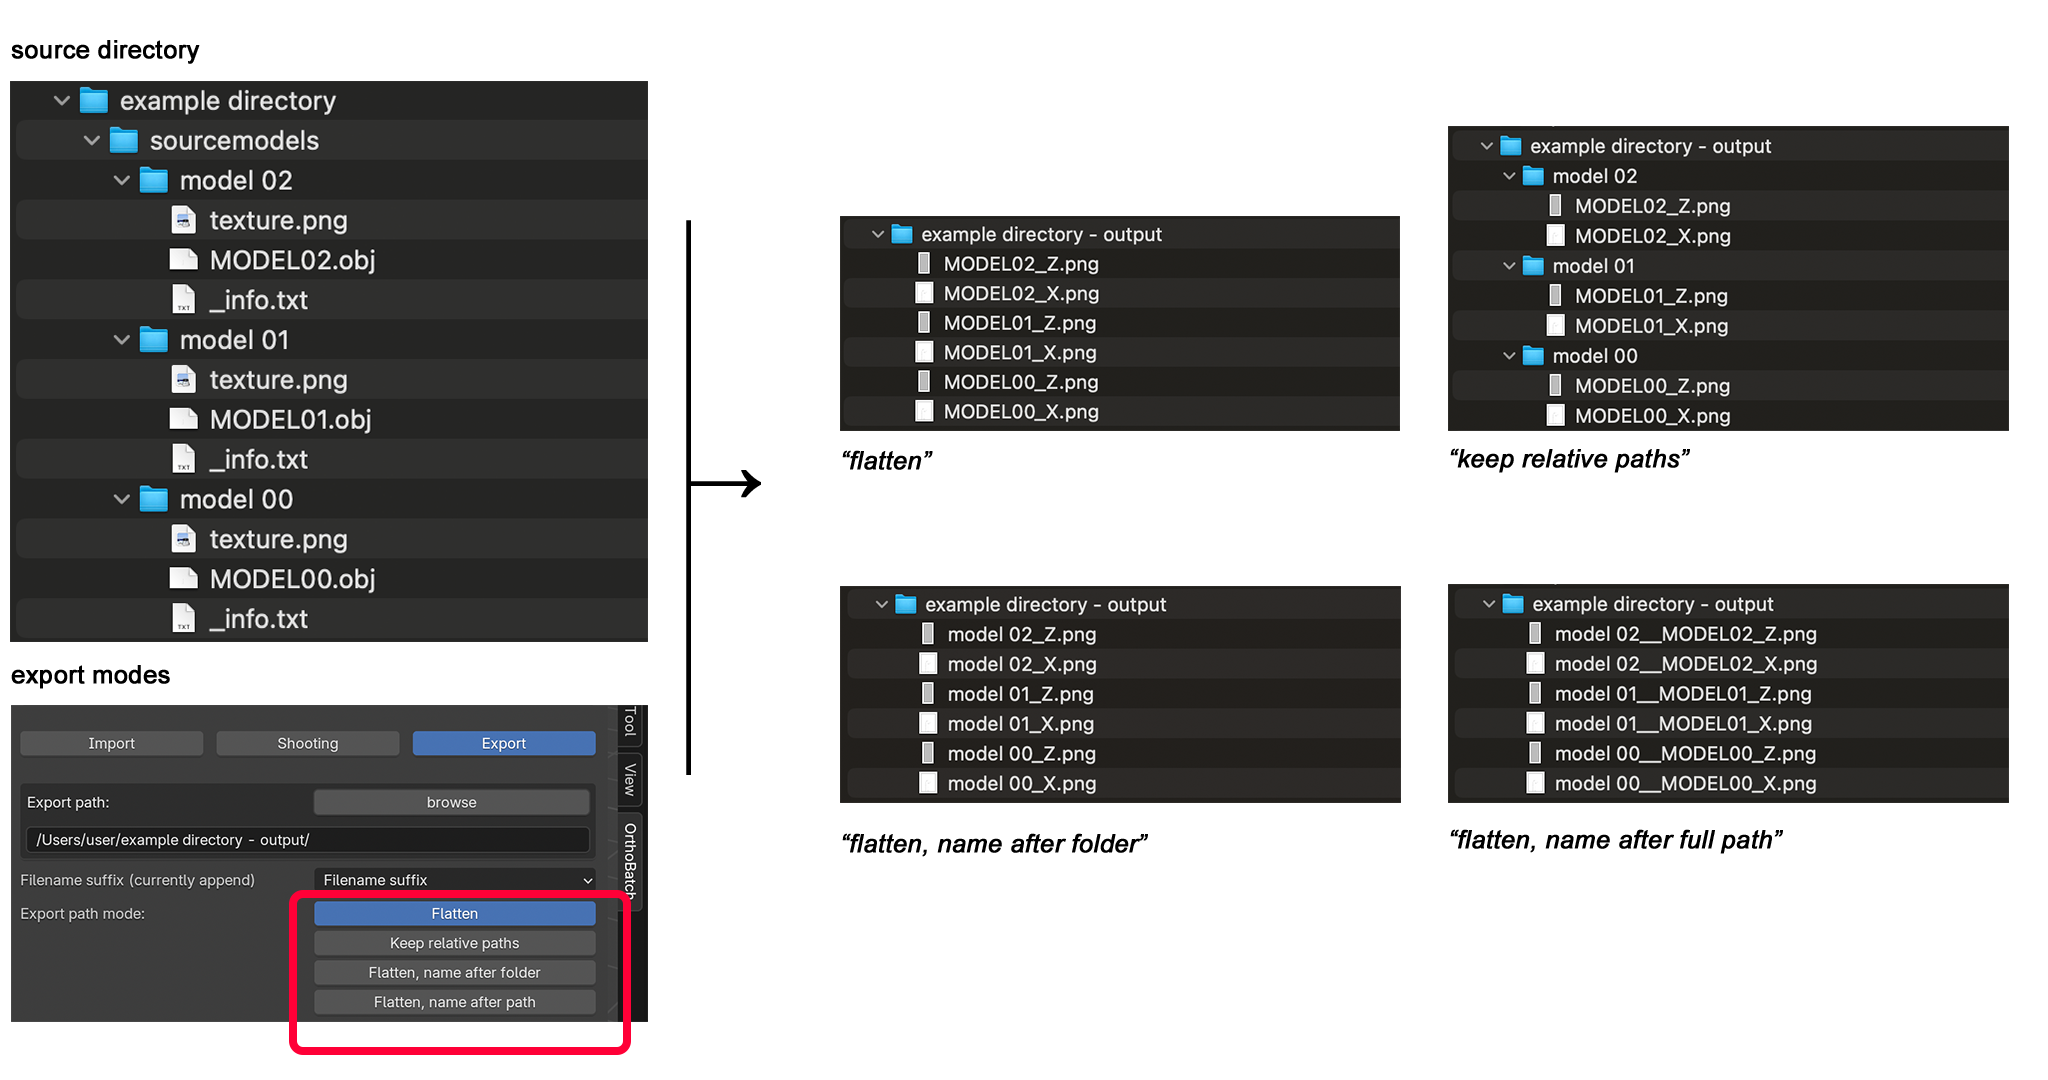 source directory
example directory
sourcemodels
model 02
texture.png
MODEL02.obj
_info.txt
model 01
texture.png
MODEL01.obj
_info.txt
model 00
texture.png
MODEL00.obj
_info.txt
export modes
Import
Shooting
Export
Export path:
browse
/Users/user/example directory - output/
Filename suffix (currently append)
Filename suffix
Export path mode:
Flatten
Keep relative paths
Flatten, name after folder
Flatten, name after path
Tool
View
OrthoBatch
example directory - output
MODEL02_Z.png
MODEL02_X.png
MODEL01_Z.png
MODEL01_X.png
MODEL00_Z.png
MODEL00_X.png
“flatten”
example directory - output
model 02
MODEL02_Z.png
MODEL02_X.png
model 01
MODEL01_Z.png
MODEL01_X.png
model 00
MODEL00_Z.png
MODEL00_X.png
“keep relative paths”
example directory - output
model 02_Z.png
model 02_X.png
model 01_Z.png
model 01_X.png
model 00_Z.png
model 00_X.png
“flatten, name after folder”
example directory - output
model 02__MODEL02_Z.png
model 02__MODEL02_X.png
model 01__MODEL01_Z.png
model 01__MODEL01_X.png
model 00__MODEL00_Z.png
model 00__MODEL00_X.png
“flatten, name after full path”